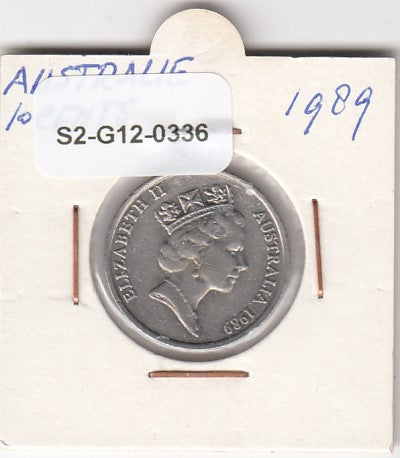 AUSTRALIE
10 CENTS
1989
S2-G12-0336
ELIZABETH II
AUSTRALIA 1989